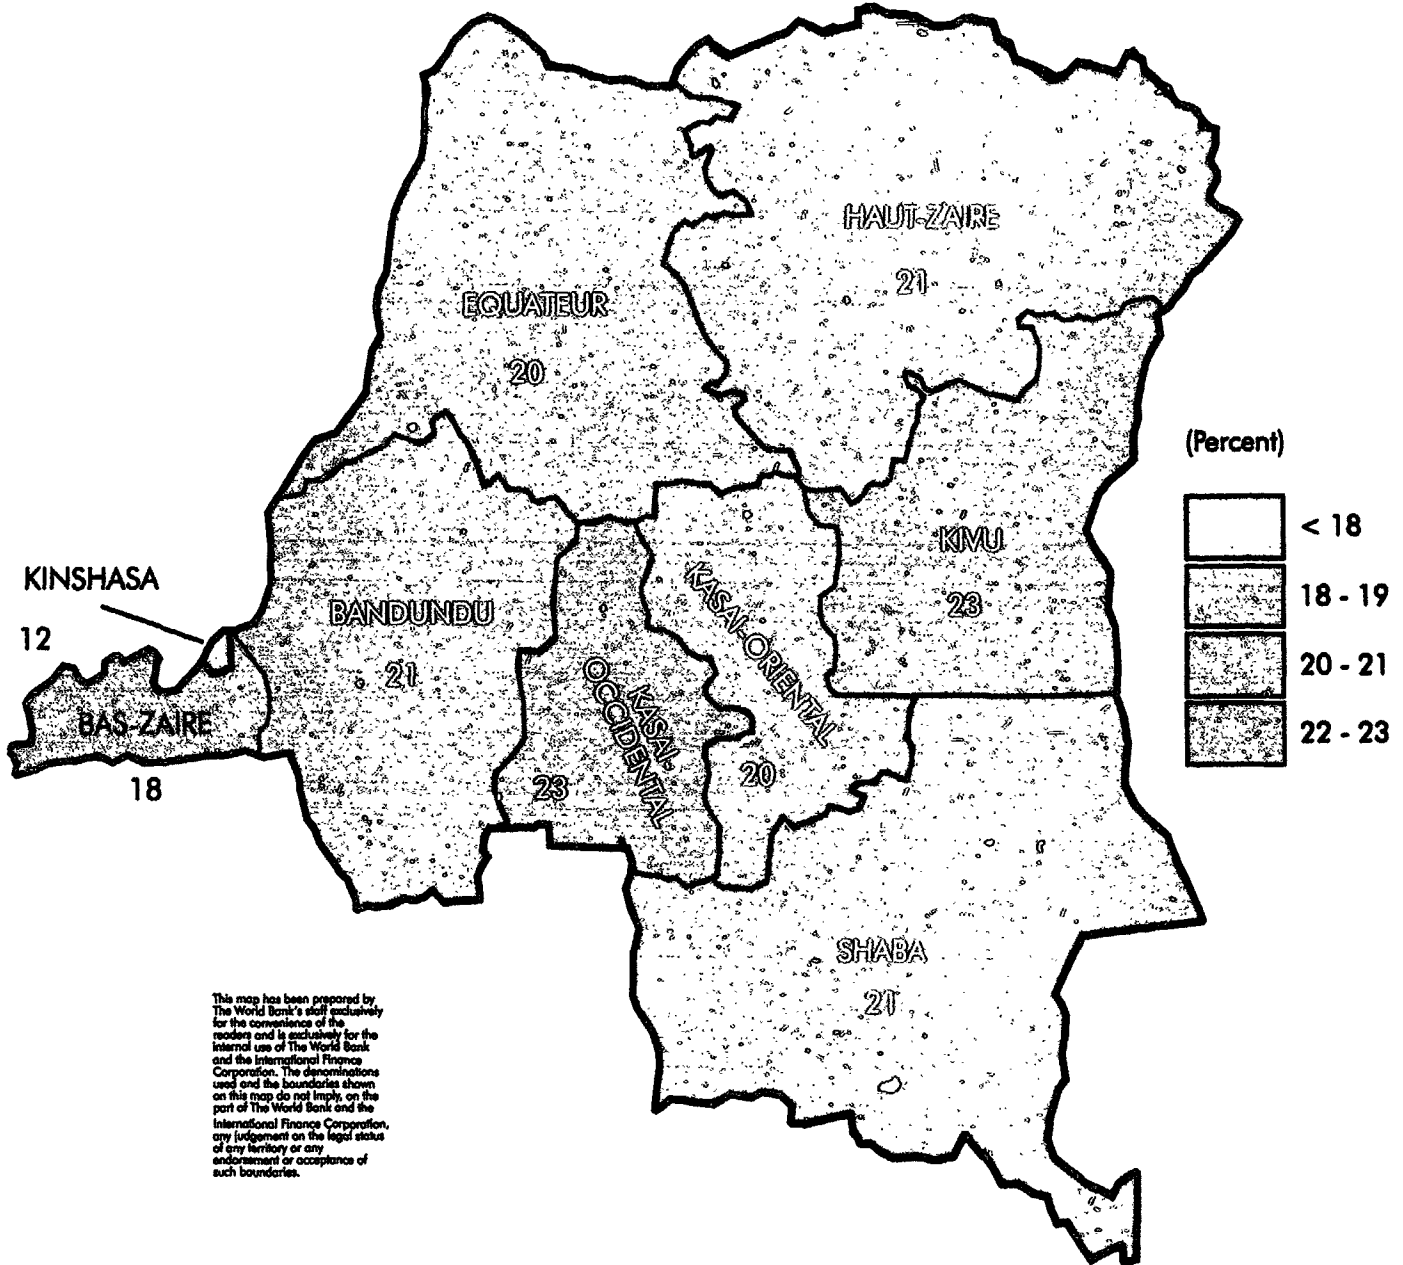 HAUT-ZAIRE
21
EQUATEUR
20
(Percent)
< 18
18 - 19
20 - 21
22 - 23
KIVU
23
KINSHASA
12
BANDUNDU
21
KASAI-ORIENTAL
20
KASAI-
OCCIDENTAL
23
BAS-ZAIRE
18
SHABA
21
This map has been prepared by
The World Bank's staff exclusively
for the convenience of the
readers and is exclusively for the
internal use of The World Bank
and the International Finance
Corporation. The denominations
used and the boundaries shown
on this map do not imply, on the
part of The World Bank and the
International Finance Corporation,
any judgement on the legal status
of any territory or any
endorsement or acceptance of
such boundaries.